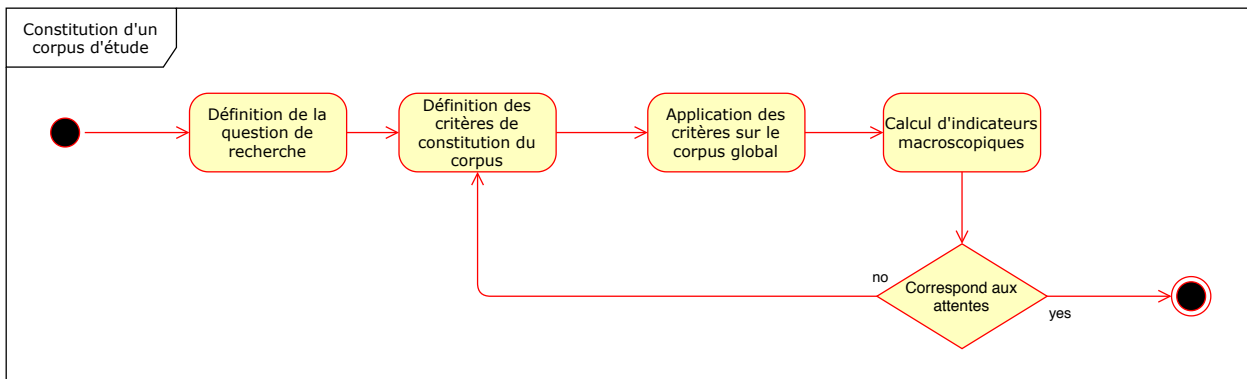 Constitution d'un
corpus d'étude
Définition de la
question de
recherche
Définition des
critères de
constitution du
corpus
Application des
critères sur le
corpus global
Calcul d'indicateurs
macroscopiques
no
Correspond aux
attentes
yes